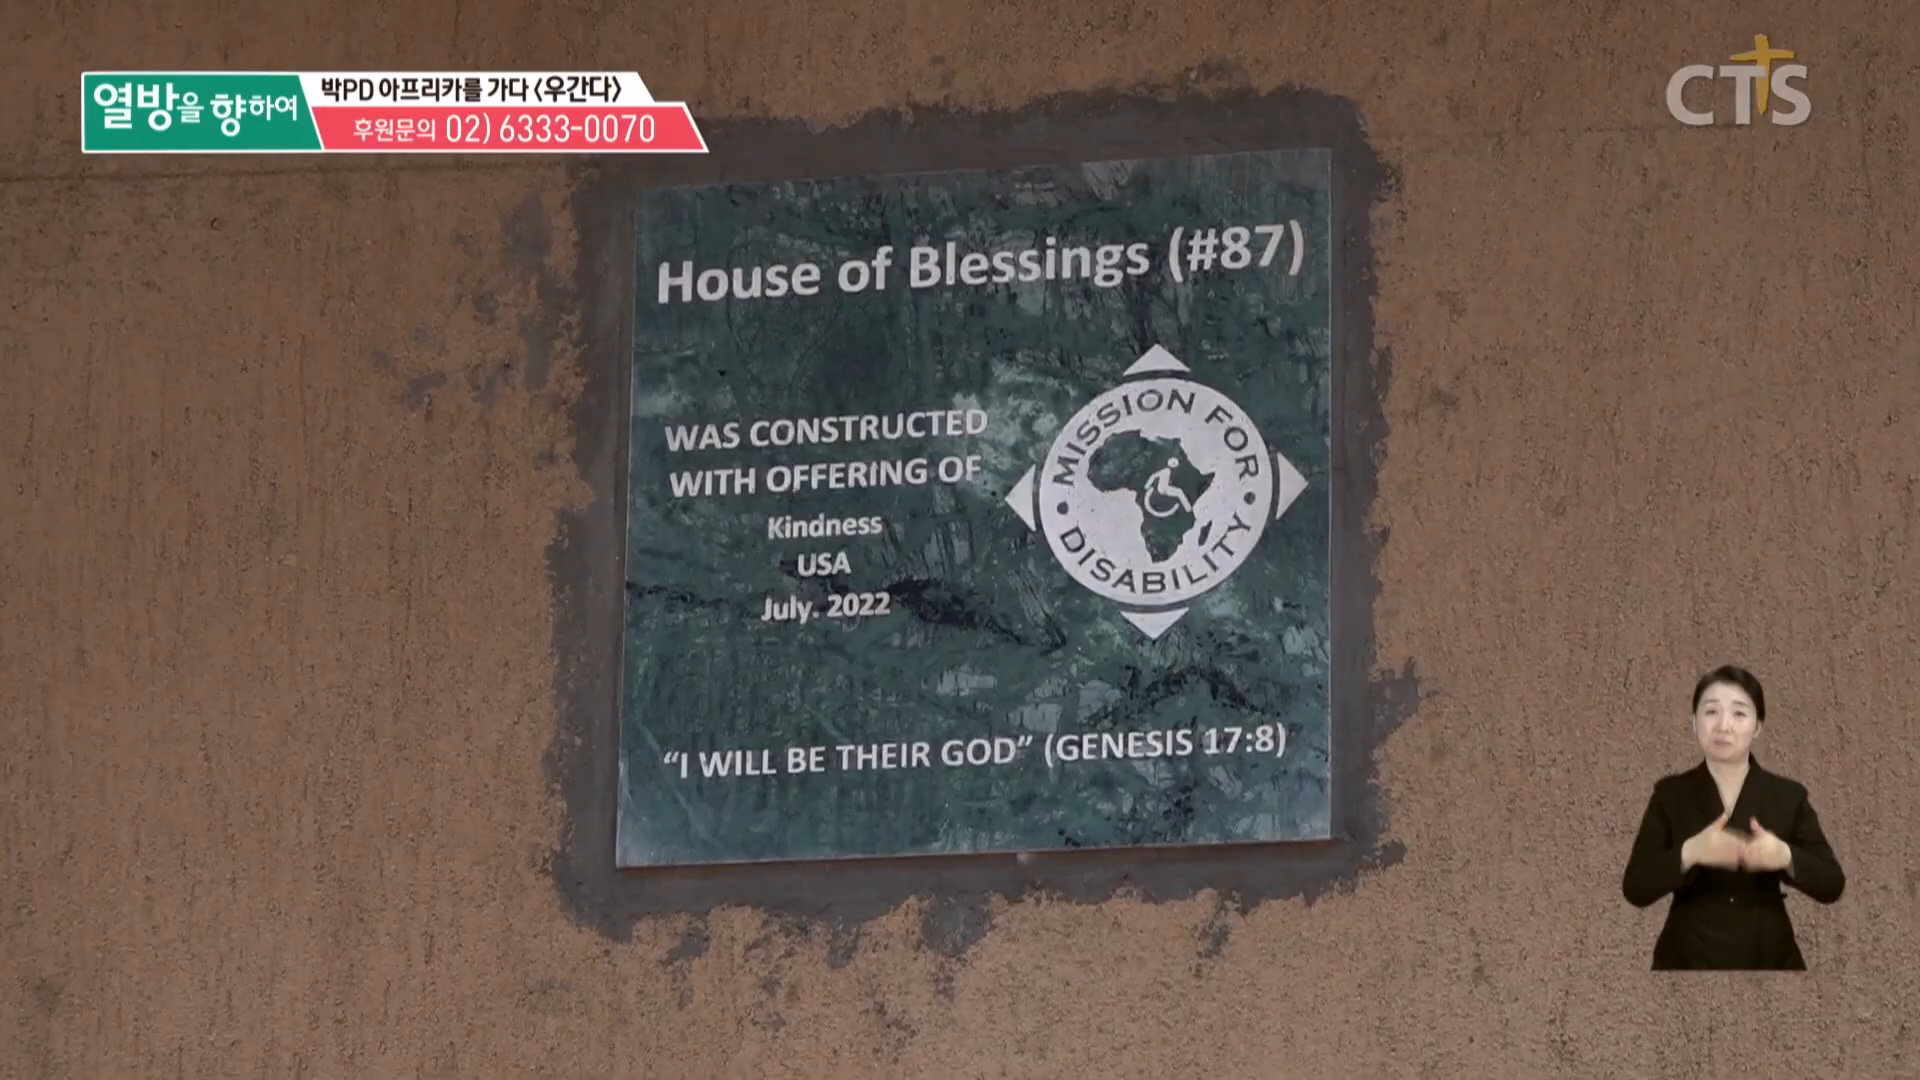 열방을 향하여
박PD 아프리카를 가다 <우간다>
후원문의 02) 6333-0070
CTS
House of Blessings (#87)
WAS CONSTRUCTED
WITH OFFERING OF
Kindness
USA
July. 2022
MISSION FOR
DISABILITY
“I WILL BE THEIR GOD” (GENESIS 17:8)